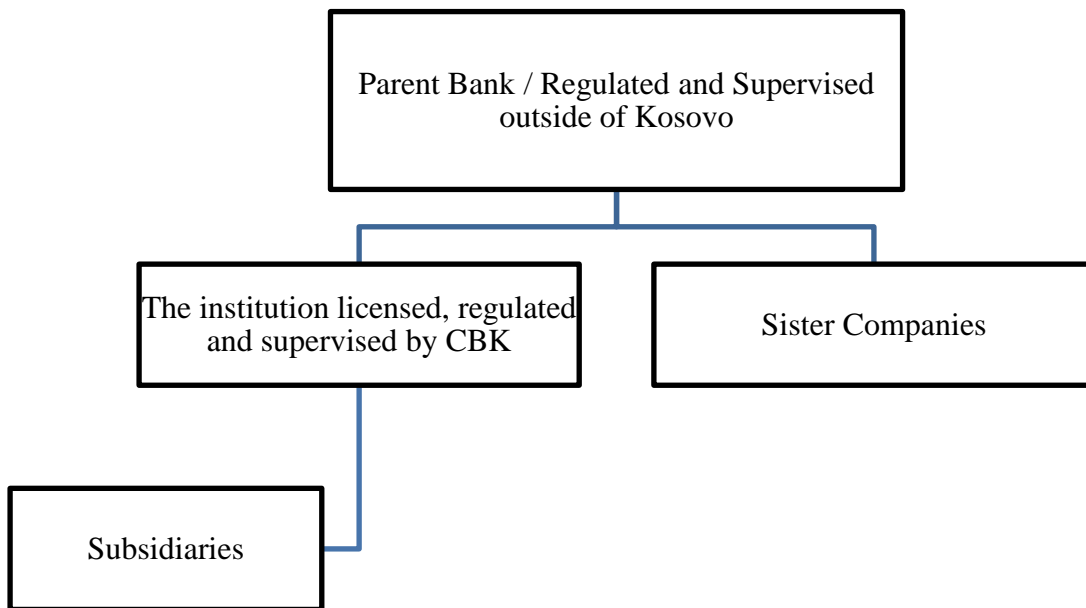 Parent Bank / Regulated and Supervised
outside of Kosovo
The institution licensed, regulated
and supervised by CBK
Sister Companies
Subsidiaries